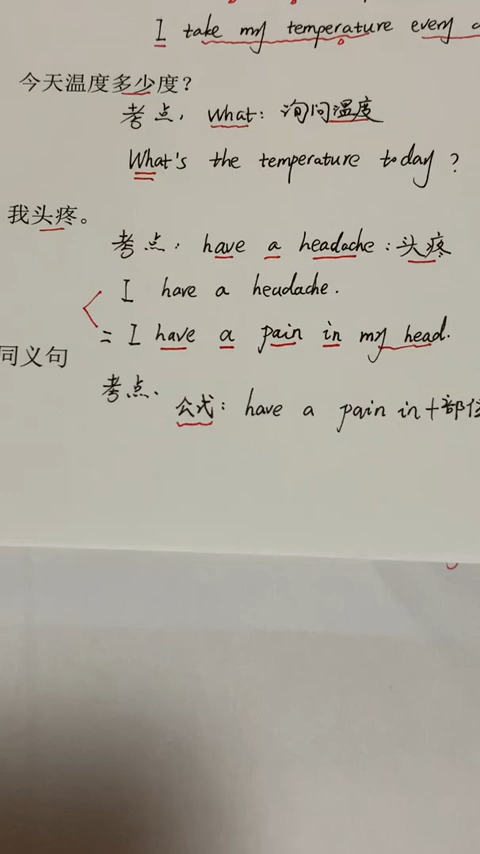 I take my temperature every
今天温度多少度？
考点，What：询问温度
What's the temperature today？
我头疼。
考点，have a headache：头疼
I have a headache.
= I have a pain in my head.
同义句
考点．
公式：have a pain in＋部位